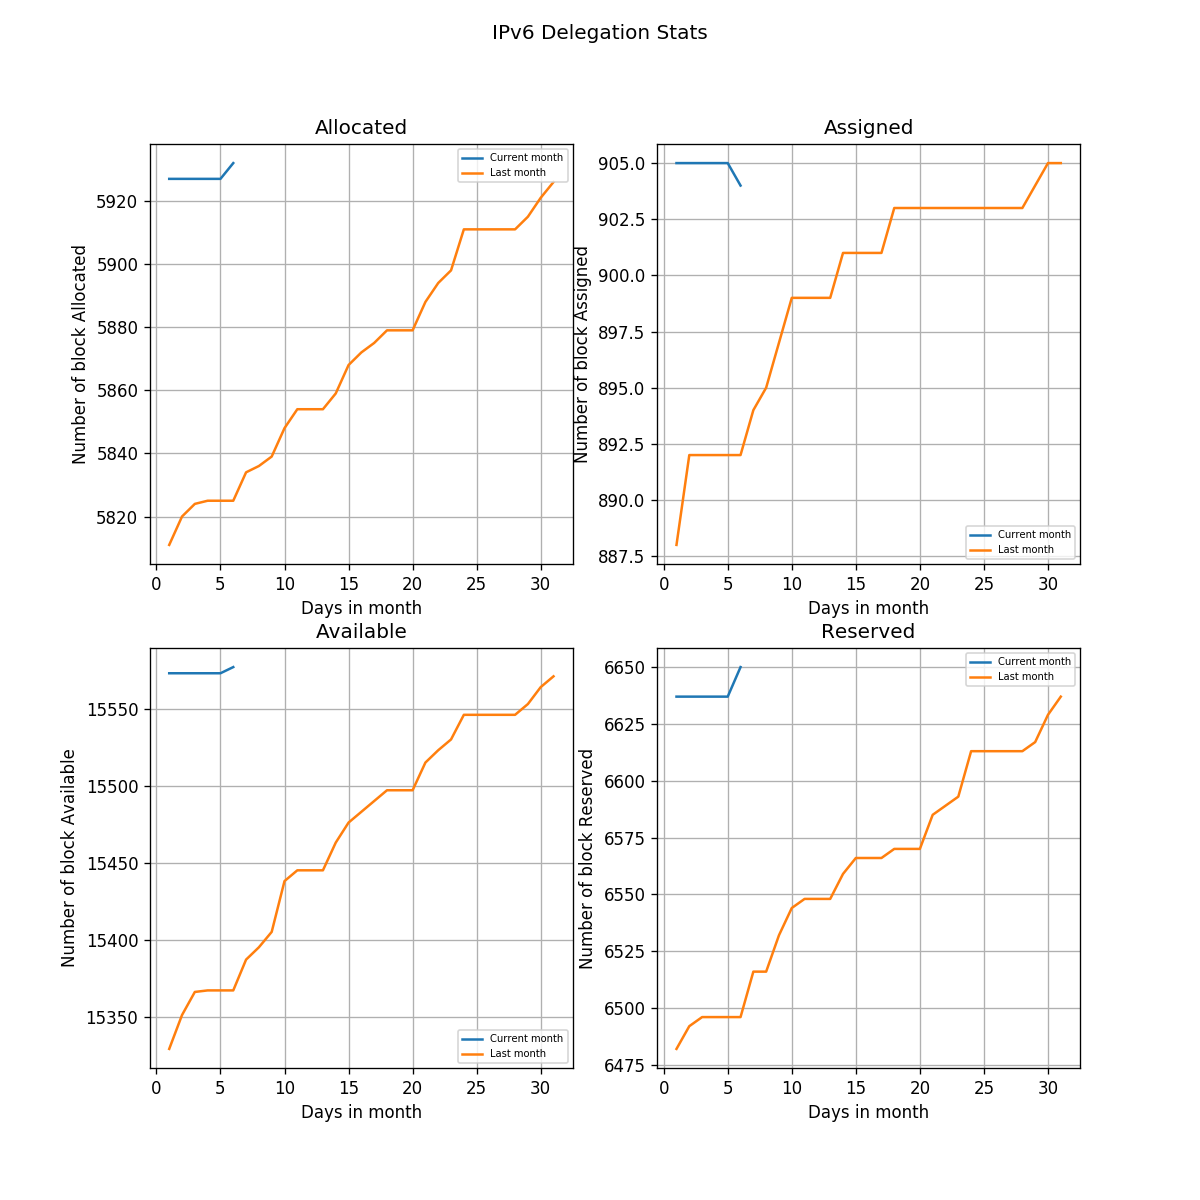 IPv6 Delegation Stats
Allocated
Number of block Allocated
5920
5900
5880
5860
5840
5820
0 5 10 15 20 25 30
Days in month
Current month
Last month
Assigned
Number of block Assigned
905.0
902.5
900.0
897.5
895.0
892.5
890.0
887.5
0 5 10 15 20 25 30
Days in month
Current month
Last month
Available
Number of block Available
15550
15500
15450
15400
15350
0 5 10 15 20 25 30
Days in month
Current month
Last month
Reserved
Number of block Reserved
6650
6625
6600
6575
6550
6525
6500
6475
0 5 10 15 20 25 30
Days in month
Current month
Last month